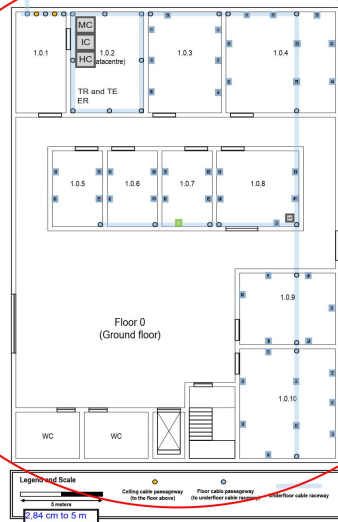 MC
1.0.1
IC
1.0.2
1.0.3
1.0.4
HC
atacentre)
TR and TE
ER
1.0.5
1.0.6
1.0.7
1.0.8
1.0.9
Floor 0
(Ground floor)
1.0.10
WC
WC
Legend and Scale
5 meters
2,84 cm to 5 m
Ceiling cable passageway
(to the floor above)
Floor cable passageway
(to underfloor cable raceway)
Underfloor cable raceway